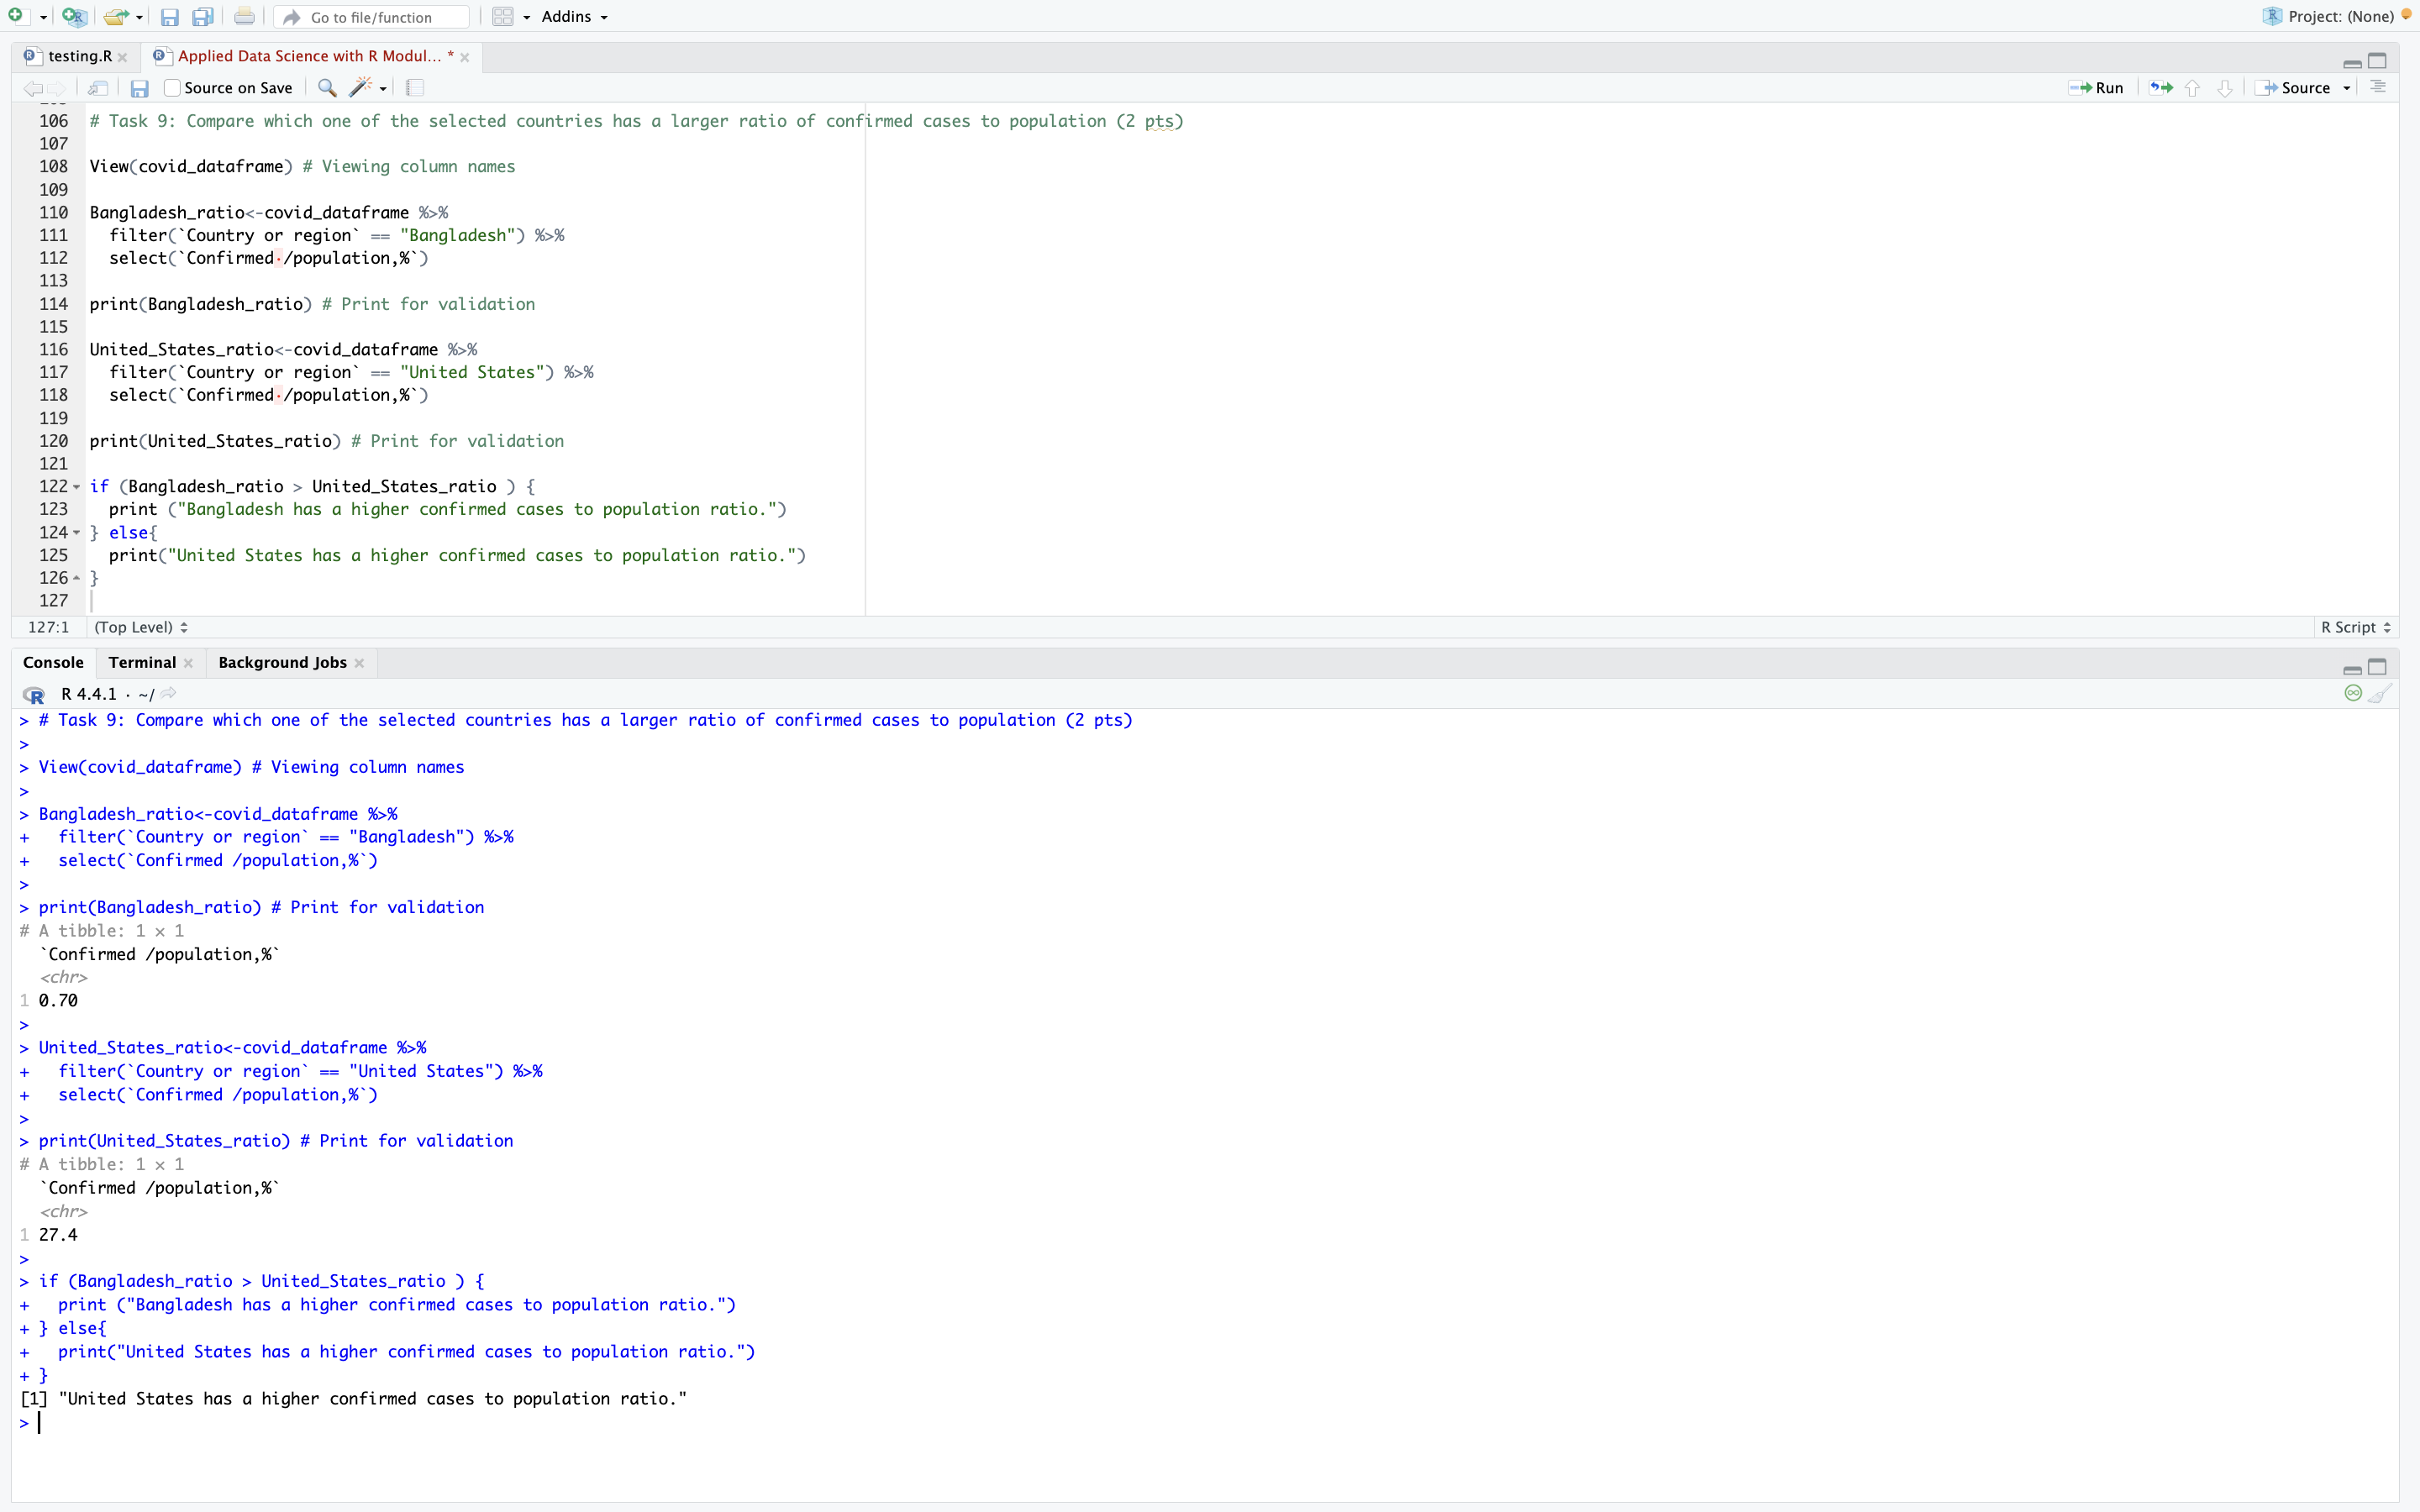 Go to file/function
Addins
Project: (None)
testing.R
Applied Data Science with R Modul... *
Source on Save
Run
Source
106 # Task 9: Compare which one of the selected countries has a larger ratio of confirmed cases to population (2 pts)
107
108 View(covid_dataframe) # Viewing column names
109
110 Bangladesh_ratio<-covid_dataframe %>%
111   filter(`Country or region` == "Bangladesh") %>%
112   select(`Confirmed·/population,%`)
113
114 print(Bangladesh_ratio) # Print for validation
115
116 United_States_ratio<-covid_dataframe %>%
117   filter(`Country or region` == "United States") %>%
118   select(`Confirmed·/population,%`)
119
120 print(United_States_ratio) # Print for validation
121
122 if (Bangladesh_ratio > United_States_ratio ) {
123   print ("Bangladesh has a higher confirmed cases to population ratio.")
124 } else{
125   print("United States has a higher confirmed cases to population ratio.")
126 }
127
127:1 (Top Level)
R Script
Console Terminal Background Jobs
R 4.4.1 · ~/
> # Task 9: Compare which one of the selected countries has a larger ratio of confirmed cases to population (2 pts)
>
> View(covid_dataframe) # Viewing column names
>
> Bangladesh_ratio<-covid_dataframe %>%
+   filter(`Country or region` == "Bangladesh") %>%
+   select(`Confirmed /population,%`)
>
> print(Bangladesh_ratio) # Print for validation
# A tibble: 1 × 1
  `Confirmed /population,%`
  <chr>
1 0.70
>
> United_States_ratio<-covid_dataframe %>%
+   filter(`Country or region` == "United States") %>%
+   select(`Confirmed /population,%`)
>
> print(United_States_ratio) # Print for validation
# A tibble: 1 × 1
  `Confirmed /population,%`
  <chr>
1 27.4
>
> if (Bangladesh_ratio > United_States_ratio ) {
+   print ("Bangladesh has a higher confirmed cases to population ratio.")
+ } else{
+   print("United States has a higher confirmed cases to population ratio.")
+ }
[1] "United States has a higher confirmed cases to population ratio."
>